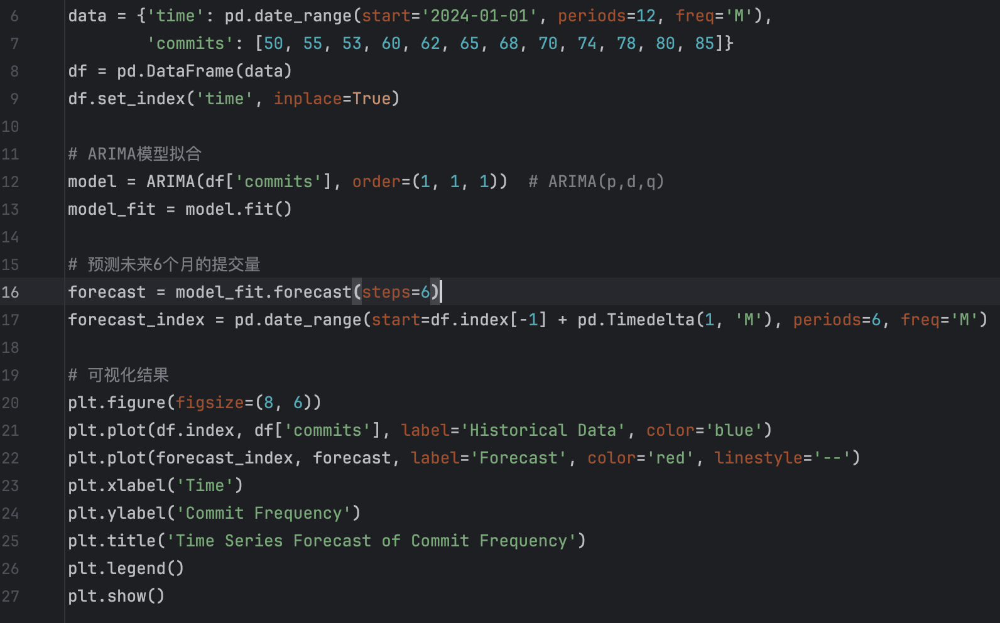 6 data = {'time': pd.date_range(start='2024-01-01', periods=12, freq='M'),
7         'commits': [50, 55, 53, 60, 62, 65, 68, 70, 74, 78, 80, 85]}
8 df = pd.DataFrame(data)
9 df.set_index('time', inplace=True)
10
11 # ARIMA模型拟合
12 model = ARIMA(df['commits'], order=(1, 1, 1))  # ARIMA(p,d,q)
13 model_fit = model.fit()
14
15 # 预测未来6个月的提交量
16 forecast = model_fit.forecast(steps=6)
17 forecast_index = pd.date_range(start=df.index[-1] + pd.Timedelta(1, 'M'), periods=6, freq='M')
18
19 # 可视化结果
20 plt.figure(figsize=(8, 6))
21 plt.plot(df.index, df['commits'], label='Historical Data', color='blue')
22 plt.plot(forecast_index, forecast, label='Forecast', color='red', linestyle='--')
23 plt.xlabel('Time')
24 plt.ylabel('Commit Frequency')
25 plt.title('Time Series Forecast of Commit Frequency')
26 plt.legend()
27 plt.show()